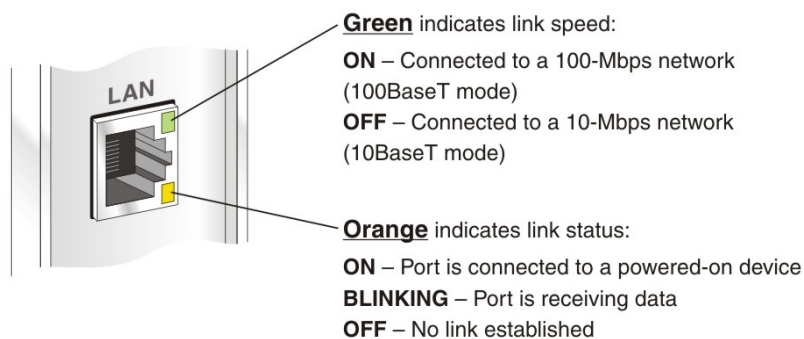 LAN
Green indicates link speed:
ON – Connected to a 100-Mbps network
(100BaseT mode)
OFF – Connected to a 10-Mbps network
(10BaseT mode)
Orange indicates link status:
ON – Port is connected to a powered-on device
BLINKING – Port is receiving data
OFF – No link established